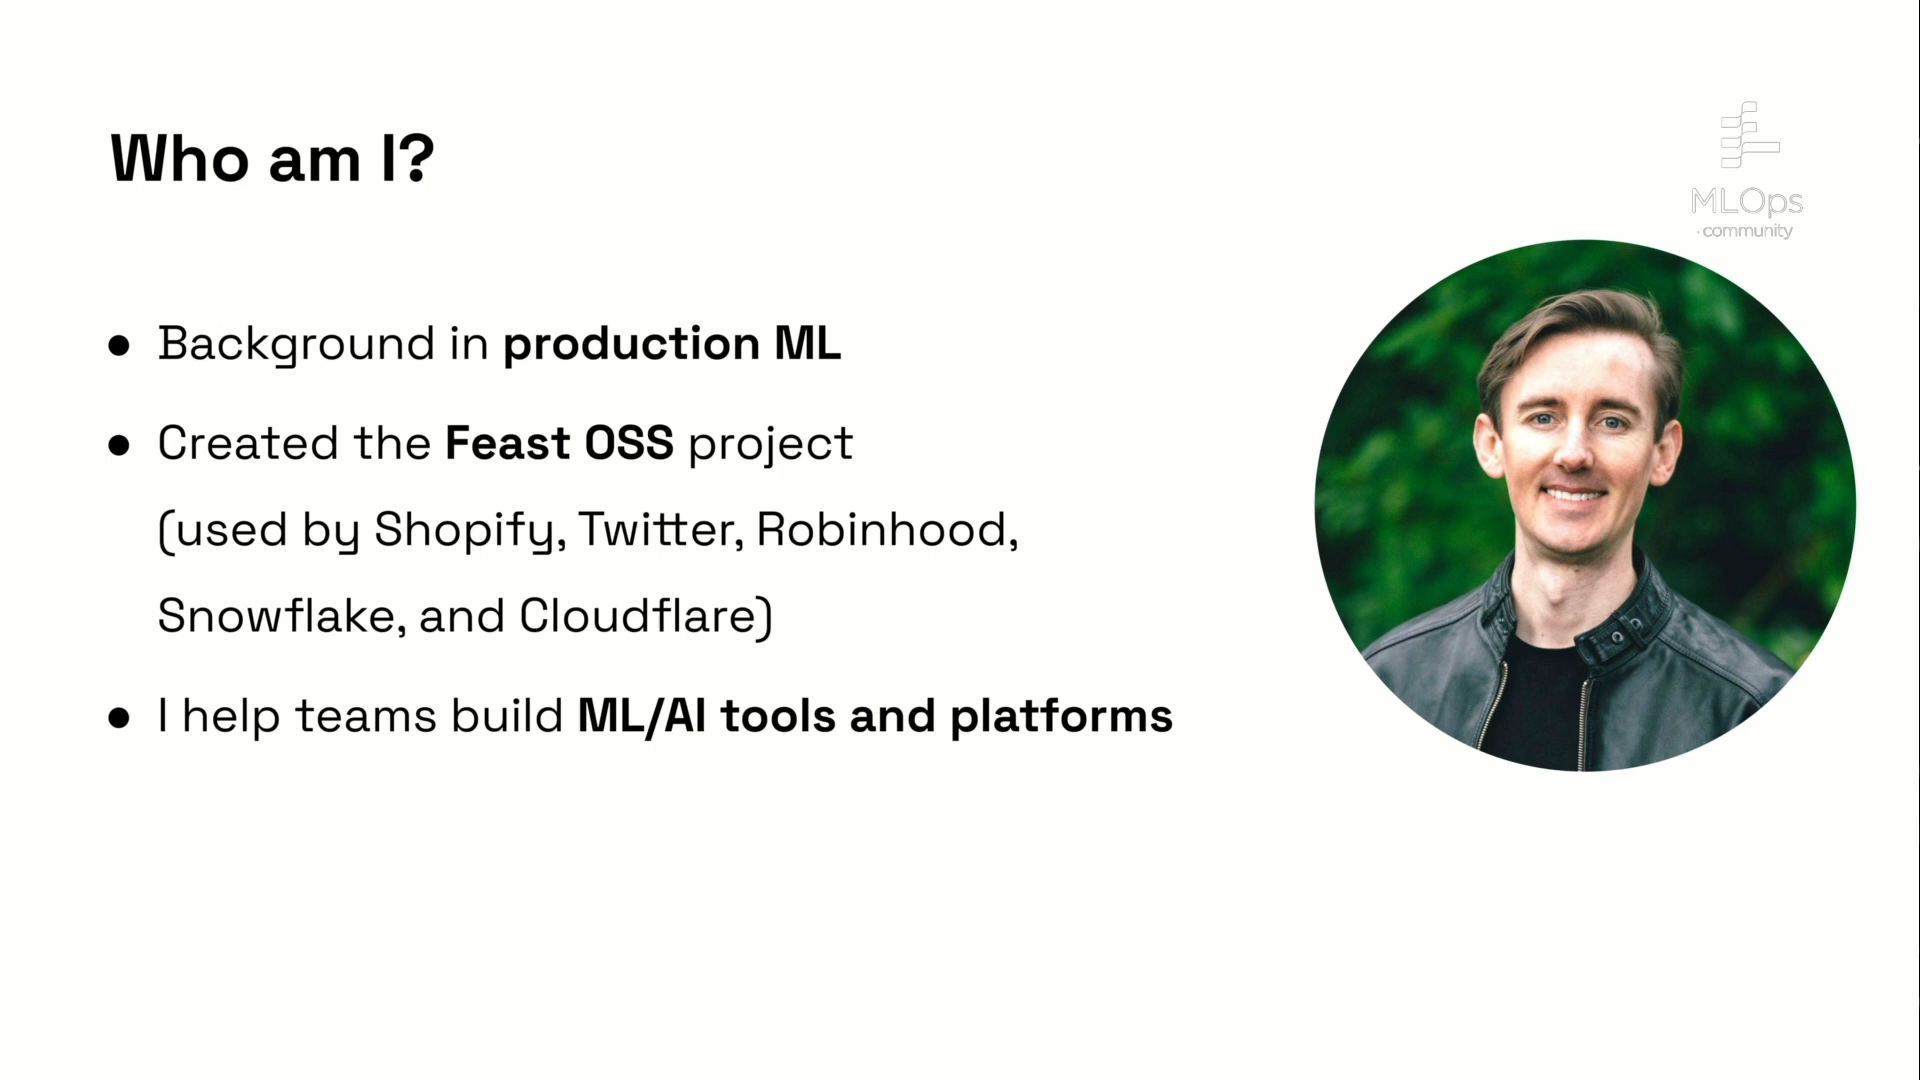 Who am I?
MLOps
.community
● Background in production ML
● Created the Feast OSS project
(used by Shopify, Twitter, Robinhood,
Snowflake, and Cloudflare)
● I help teams build ML/AI tools and platforms